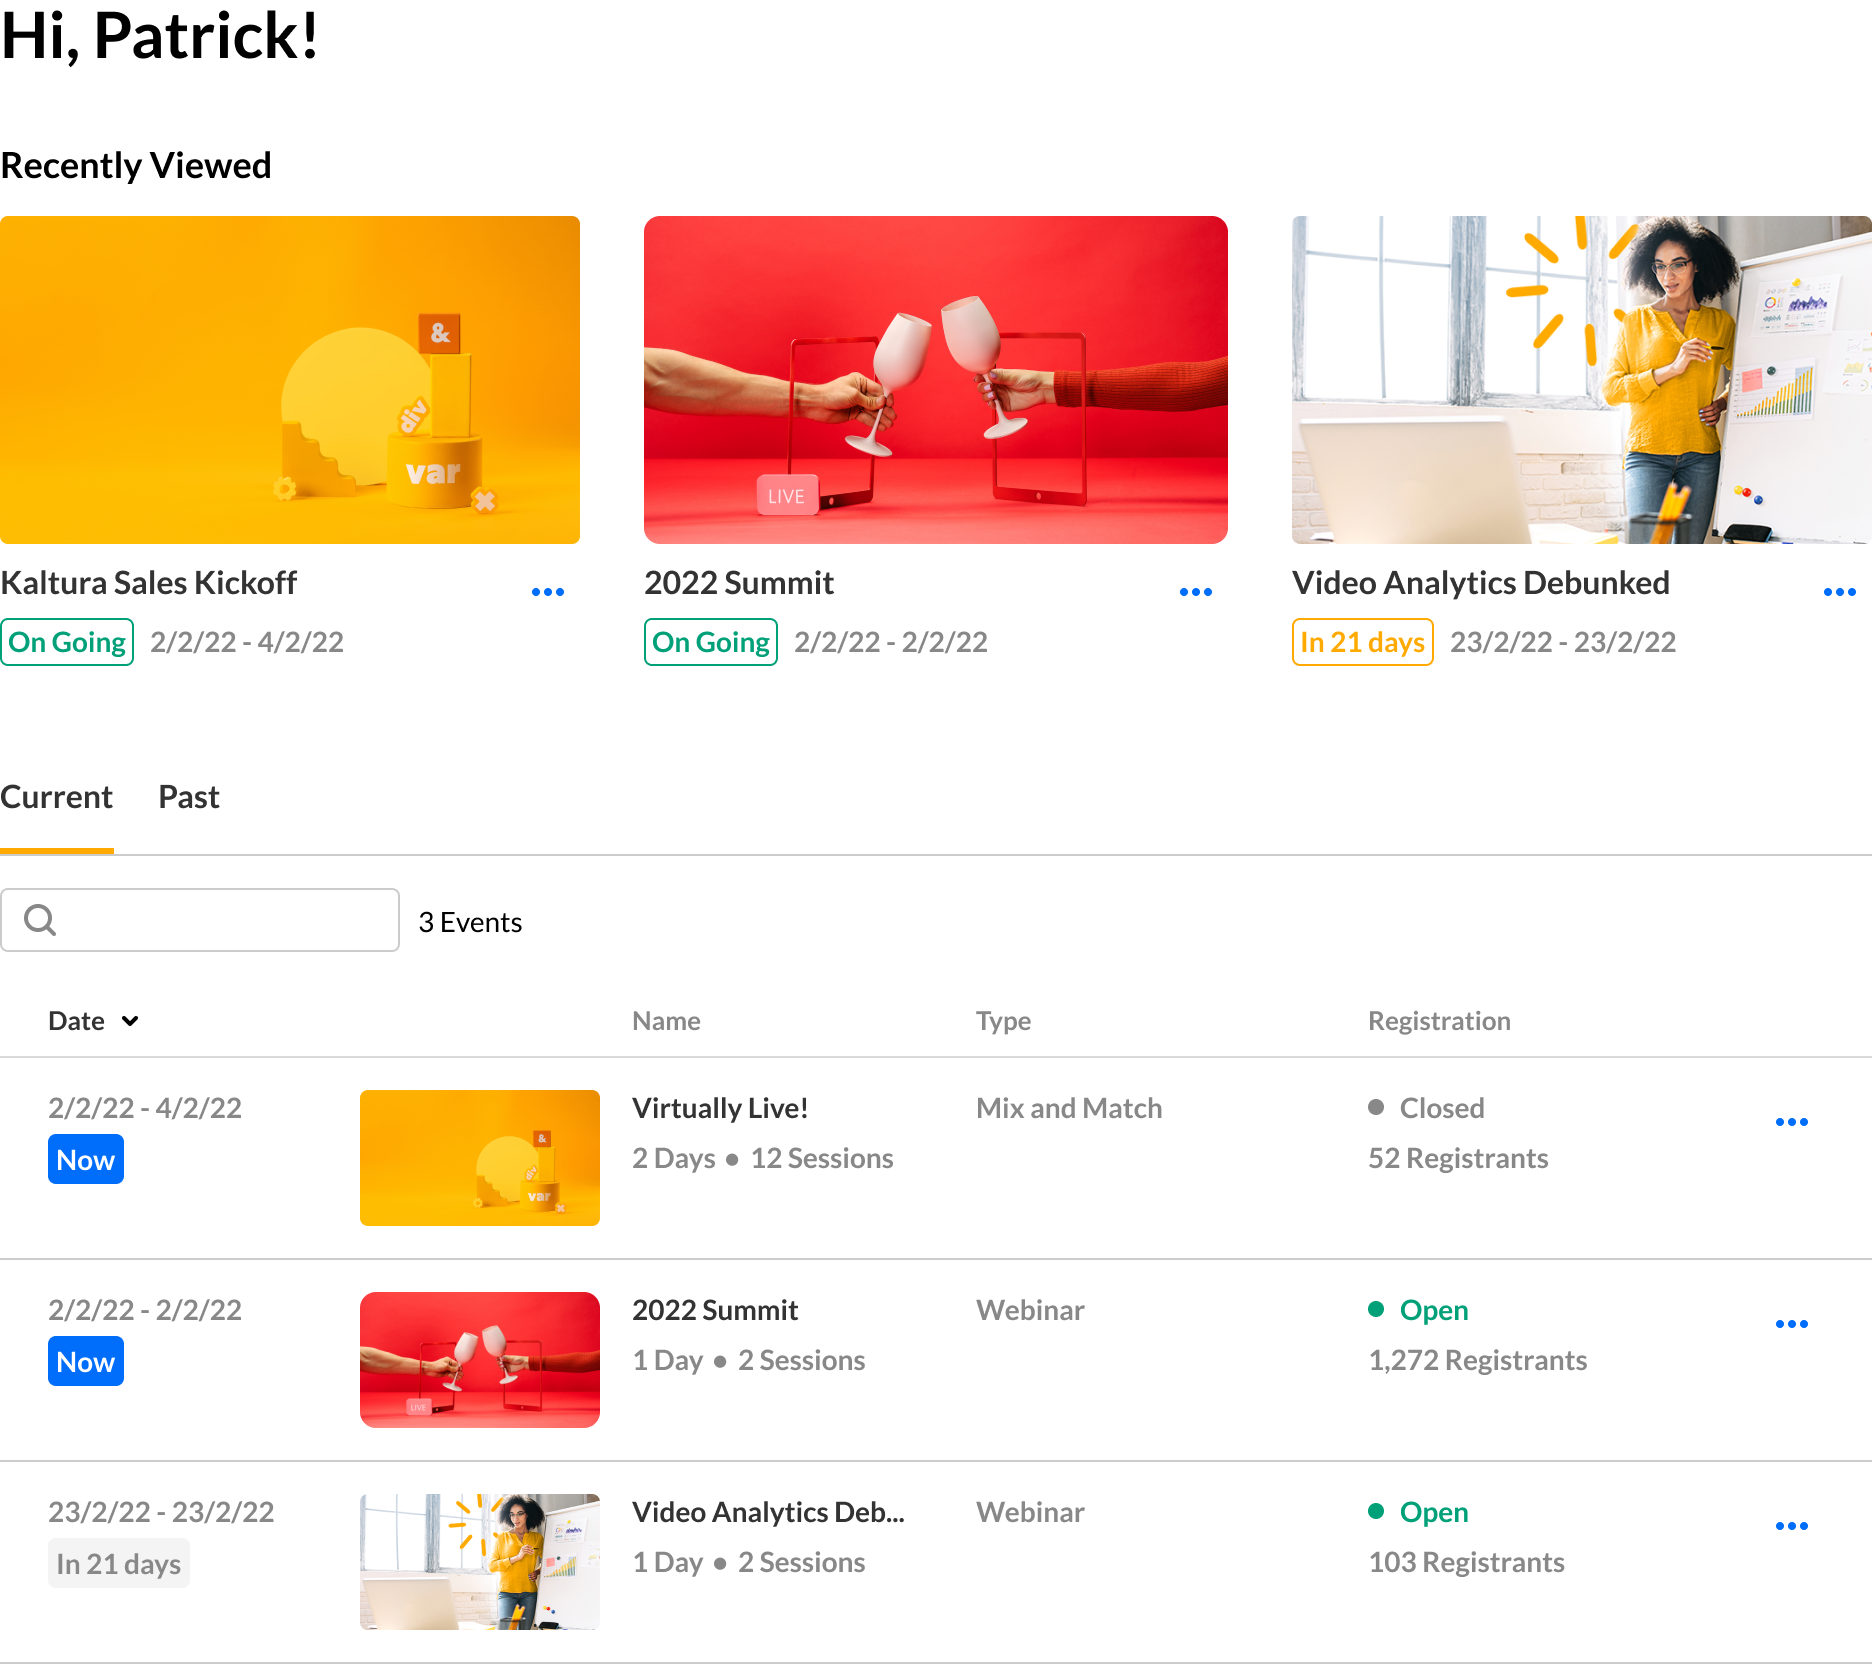 Hi, Patrick!
Recently Viewed
&
div
var
LIVE
Kaltura Sales Kickoff
On Going 2/2/22 - 4/2/22
2022 Summit
On Going 2/2/22 - 2/2/22
Video Analytics Debunked
In 21 days 23/2/22 - 23/2/22
Current Past
3 Events
Date Name Type Registration
2/2/22 - 4/2/22 Virtually Live! Mix and Match Closed
Now 2 Days • 12 Sessions 52 Registrants
&
div
var
2/2/22 - 2/2/22 2022 Summit Webinar Open
Now 1 Day • 2 Sessions 1,272 Registrants
LIVE
23/2/22 - 23/2/22 Video Analytics Deb... Webinar Open
In 21 days 1 Day • 2 Sessions 103 Registrants